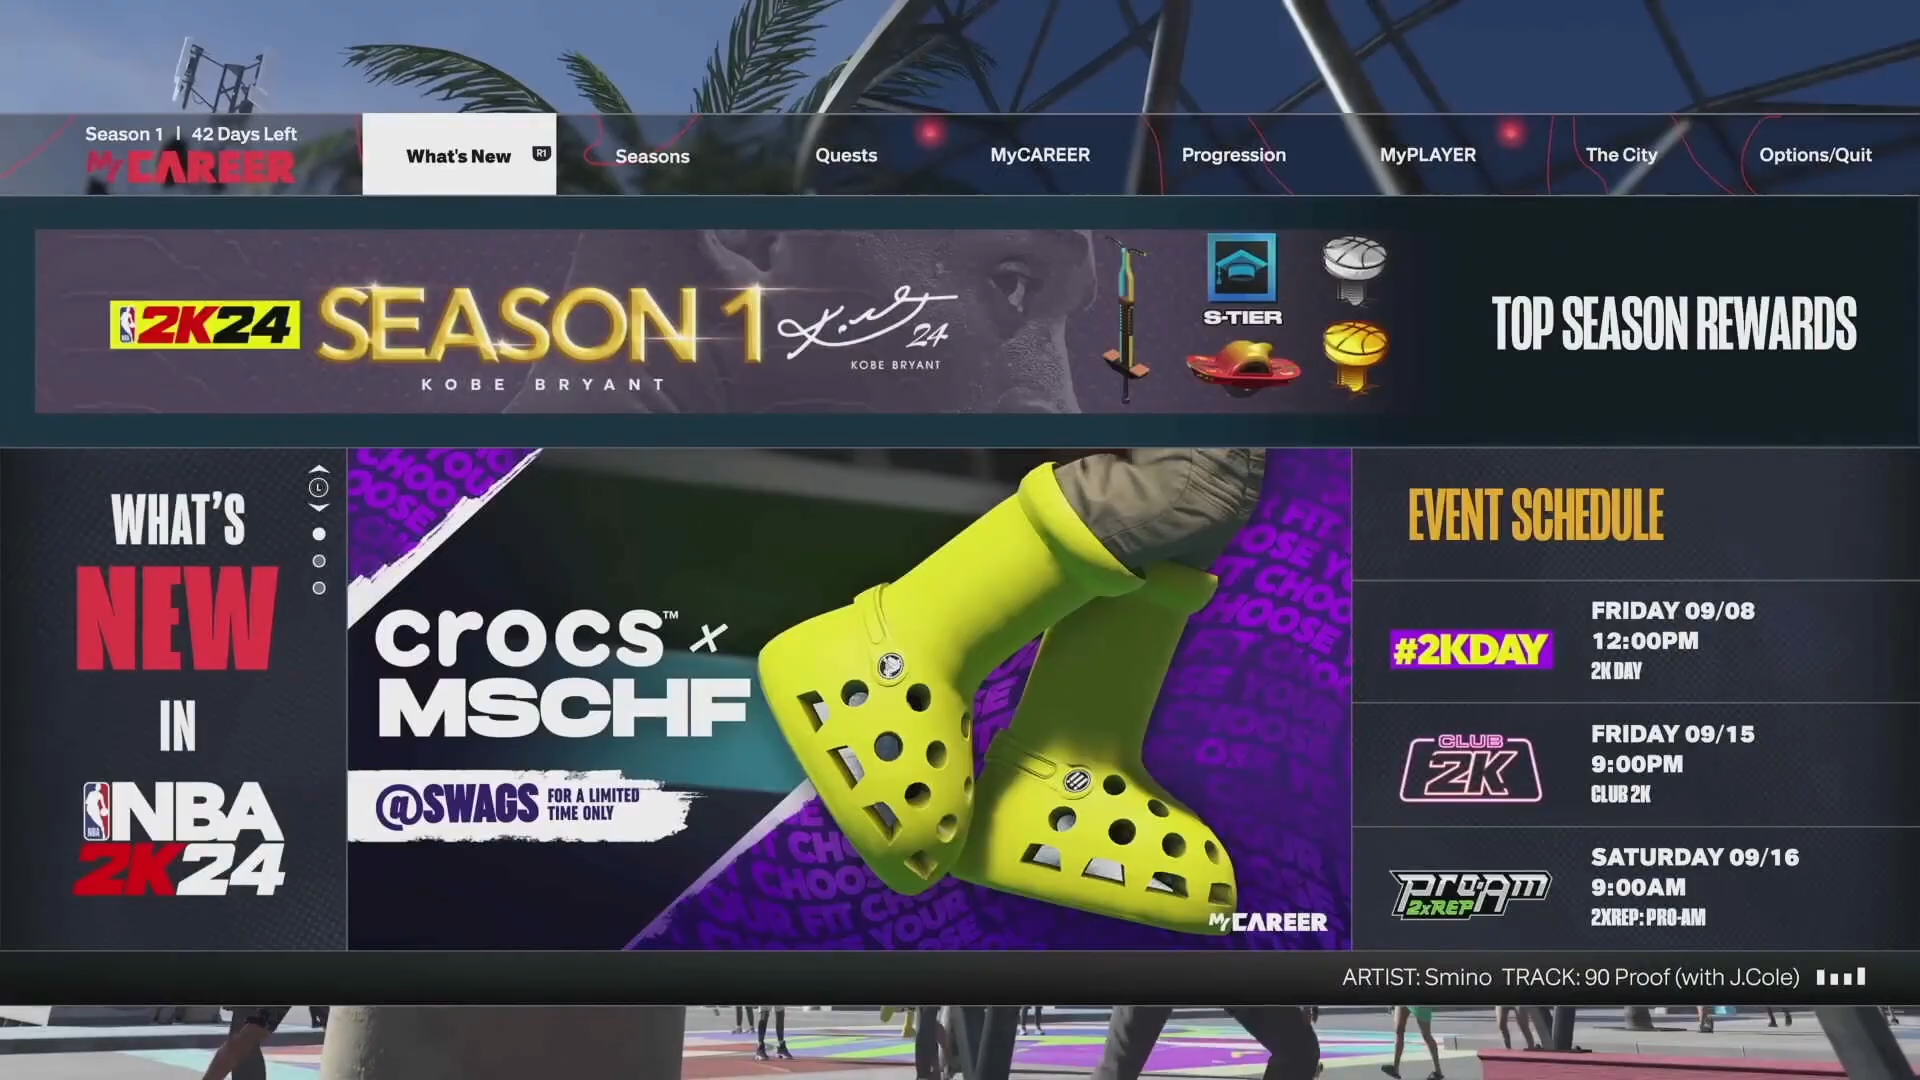 Season 1 | 42 Days Left
MyCAREER
What's New
R1
Seasons
Quests
MyCAREER
Progression
MyPLAYER
The City
Options/Quit
2K24
SEASON 1
KOBE BRYANT
24
KOBE BRYANT
S-TIER
TOP SEASON REWARDS
WHAT'S
NEW
IN
NBA
NBA
2K24
L
crocs™ x
MSCHF
@SWAGS
FOR A LIMITED
TIME ONLY
MyCAREER
EVENT SCHEDULE
#2KDAY
FRIDAY 09/08
12:00PM
2K DAY
CLUB
2K
FRIDAY 09/15
9:00PM
CLUB 2K
PRO-AM
2xREP
SATURDAY 09/16
9:00AM
2XREP: PRO-AM
ARTIST: Smino TRACK: 90 Proof (with J.Cole)